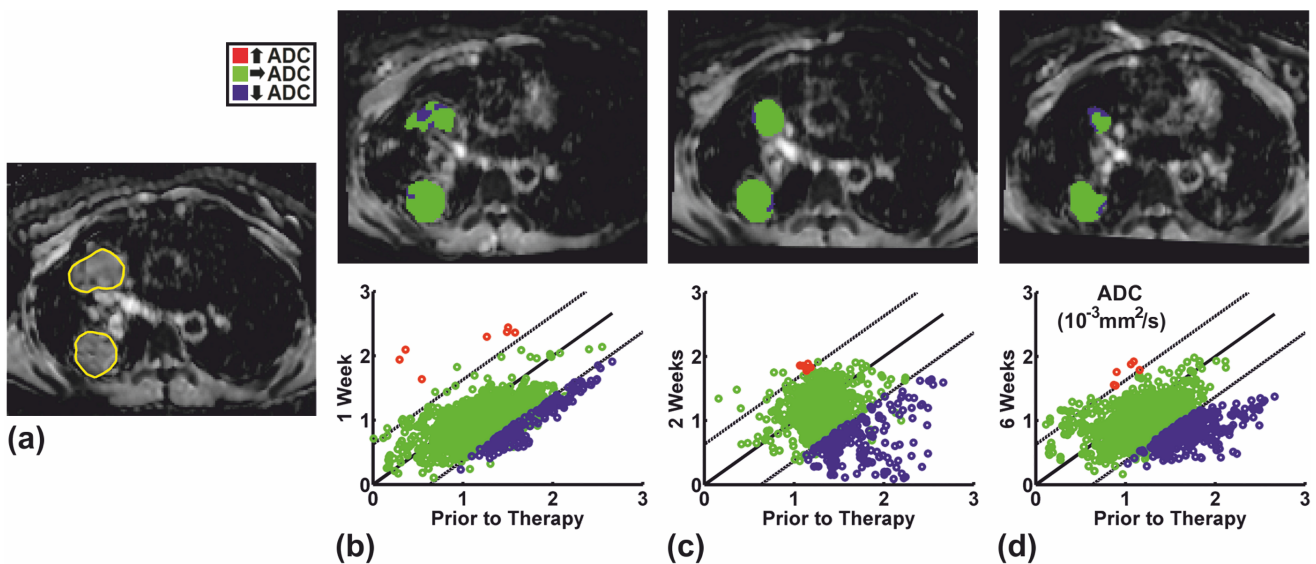 ⬆ ADC
➡ ADC
⬇ ADC
(a)
3
2
1
0
1 Week
0 1 2 3
Prior to Therapy
(b)
3
2
1
0
2 Weeks
0 1 2 3
Prior to Therapy
(c)
ADC
(10⁻³mm²/s)
3
2
1
0
6 Weeks
0 1 2 3
Prior to Therapy
(d)